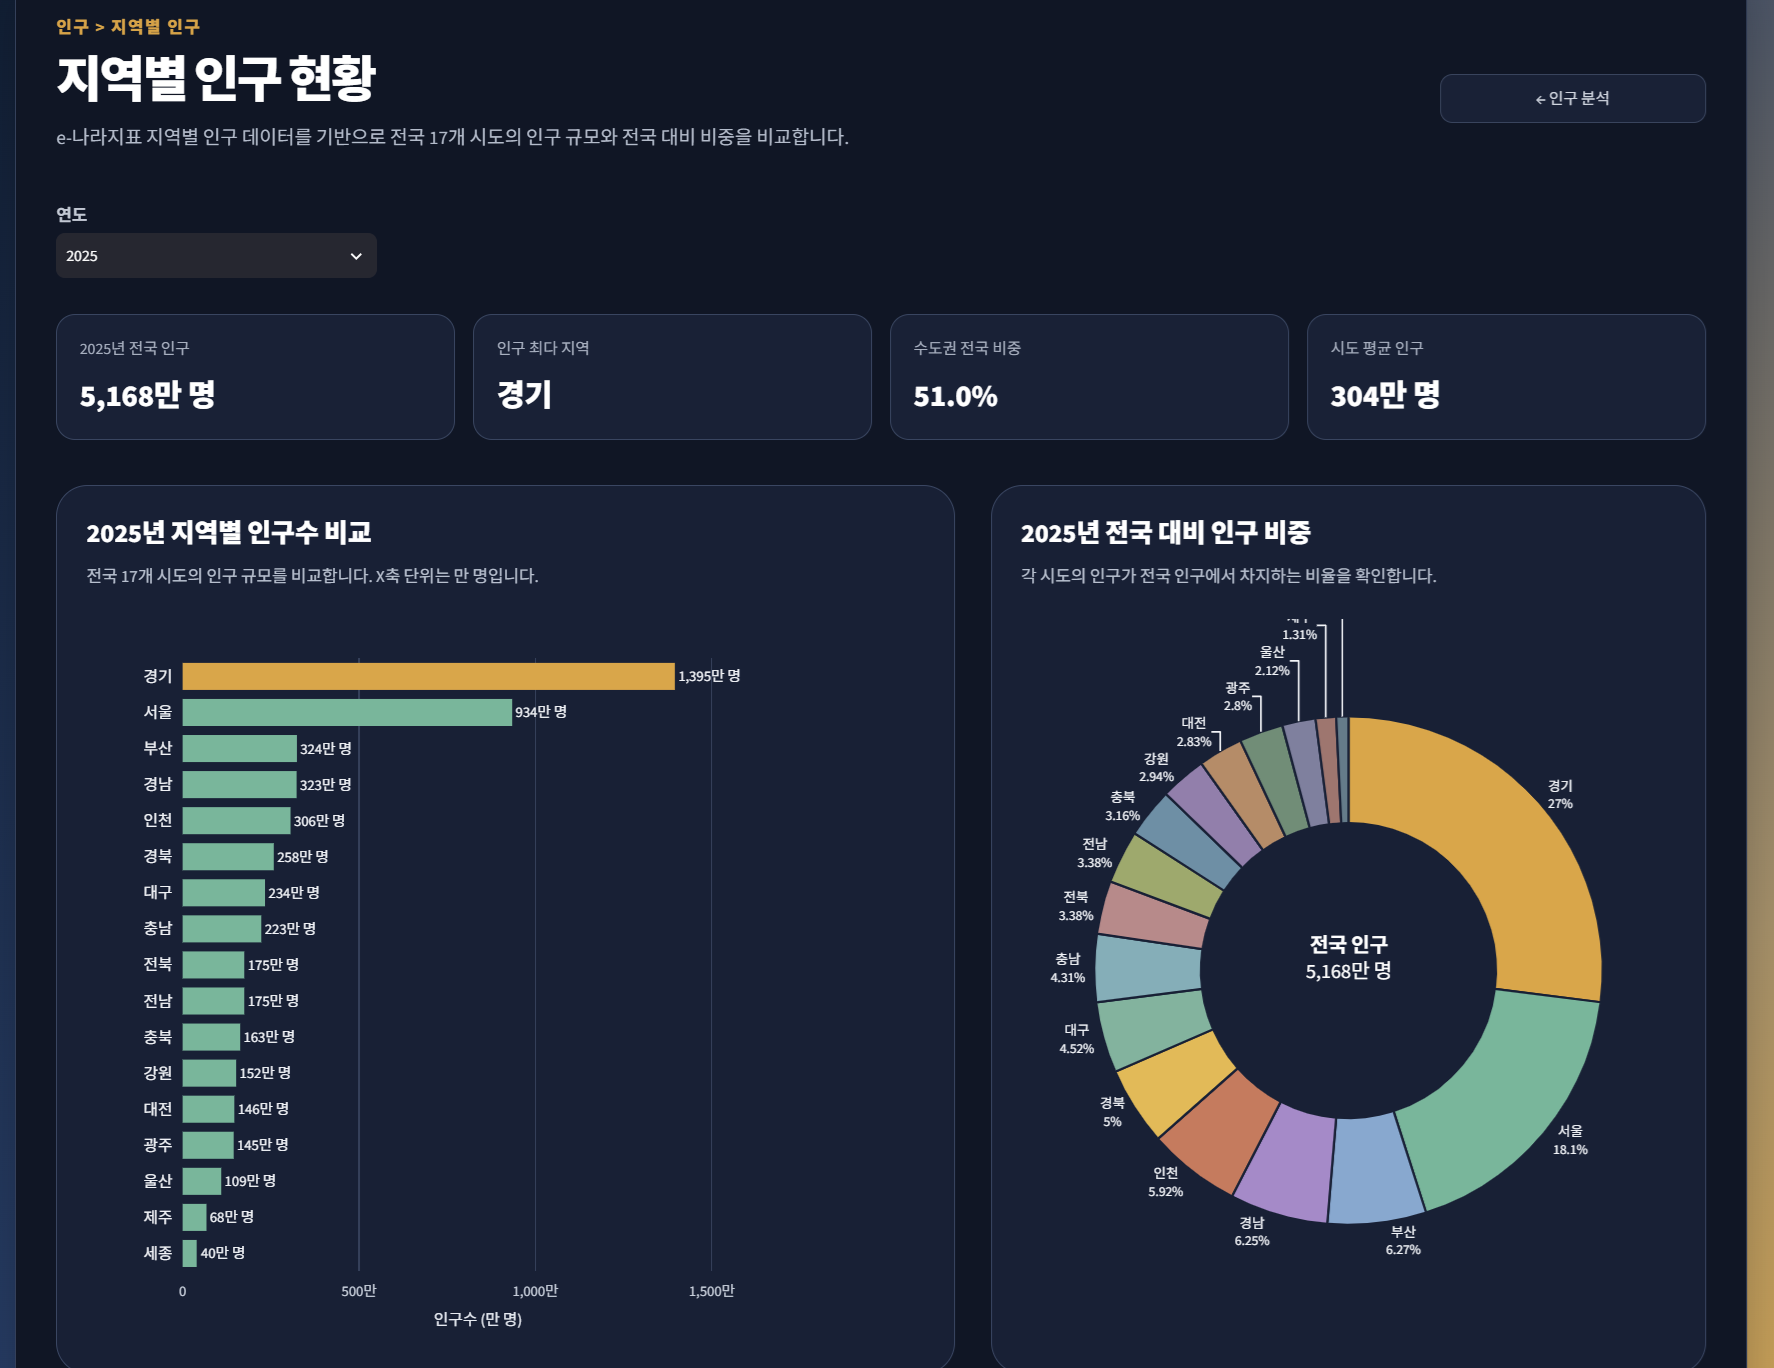 인구 > 지역별 인구
지역별 인구 현황
← 인구 분석
e-나라지표 지역별 인구 데이터를 기반으로 전국 17개 시도의 인구 규모와 전국 대비 비중을 비교합니다.
연도
2025
2025년 전국 인구
5,168만 명
인구 최다 지역
경기
수도권 전국 비중
51.0%
시도 평균 인구
304만 명
2025년 지역별 인구수 비교
전국 17개 시도의 인구 규모를 비교합니다. X축 단위는 만 명입니다.
경기 1,395만 명
서울 934만 명
부산 324만 명
경남 323만 명
인천 306만 명
경북 258만 명
대구 234만 명
충남 223만 명
전북 175만 명
전남 175만 명
충북 163만 명
강원 152만 명
대전 146만 명
광주 145만 명
울산 109만 명
제주 68만 명
세종 40만 명
0 500만 1,000만 1,500만
인구수 (만 명)
2025년 전국 대비 인구 비중
각 시도의 인구가 전국 인구에서 차지하는 비율을 확인합니다.
1.31%
울산
2.12%
광주
2.8%
대전
2.83%
강원
2.94%
충북
3.16%
전남
3.38%
전북
3.38%
충남
4.31%
대구
4.52%
경북
5%
인천
5.92%
경남
6.25%
부산
6.27%
서울
18.1%
경기
27%
전국 인구
5,168만 명